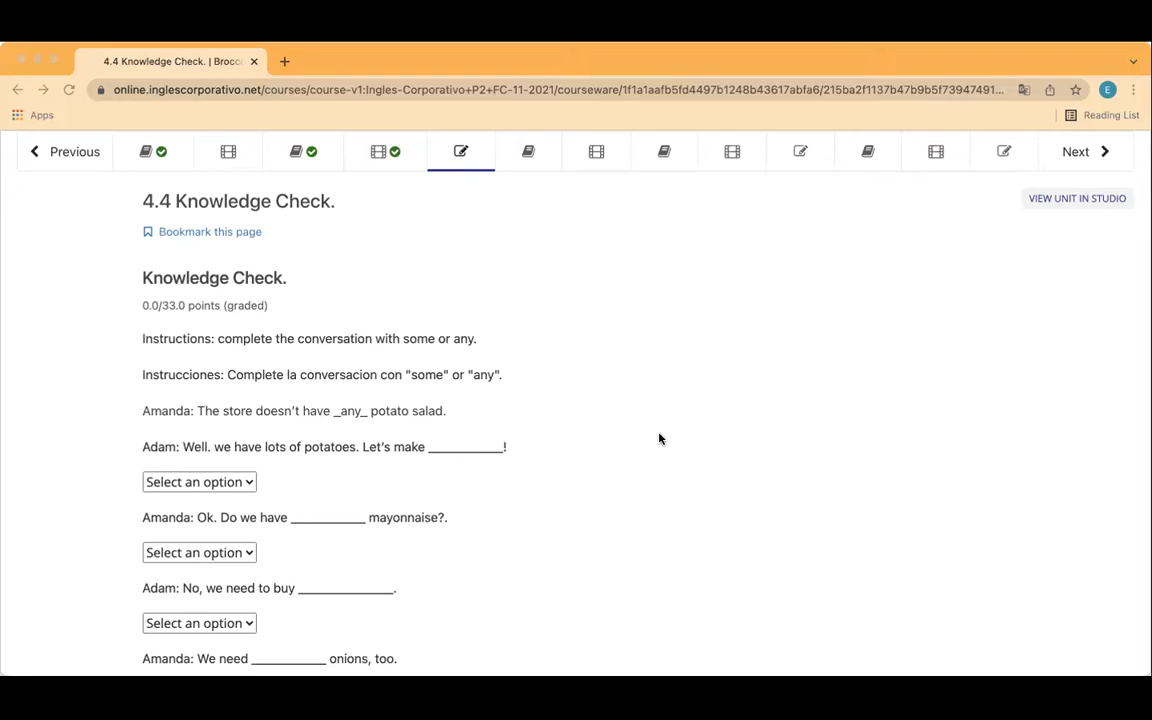 4.4 Knowledge Check. | Brocc
online.inglescorporativo.net/courses/course-v1:Ingles-Corporativo+P2+FC-11-2021/courseware/1f1a1aafb5fd4497b1248b43617abfa6/215ba2f1137b47b9b5f73947491...
E
Apps
Reading List
Previous
Next
4.4 Knowledge Check.
VIEW UNIT IN STUDIO
Bookmark this page
Knowledge Check.
0.0/33.0 points (graded)
Instructions: complete the conversation with some or any.
Instrucciones: Complete la conversacion con "some" or "any".
Amanda: The store doesn't have _any_ potato salad.
Adam: Well. we have lots of potatoes. Let's make ___________!
Select an option
Amanda: Ok. Do we have ___________ mayonnaise?.
Select an option
Adam: No, we need to buy ______________.
Select an option
Amanda: We need ___________ onions, too.